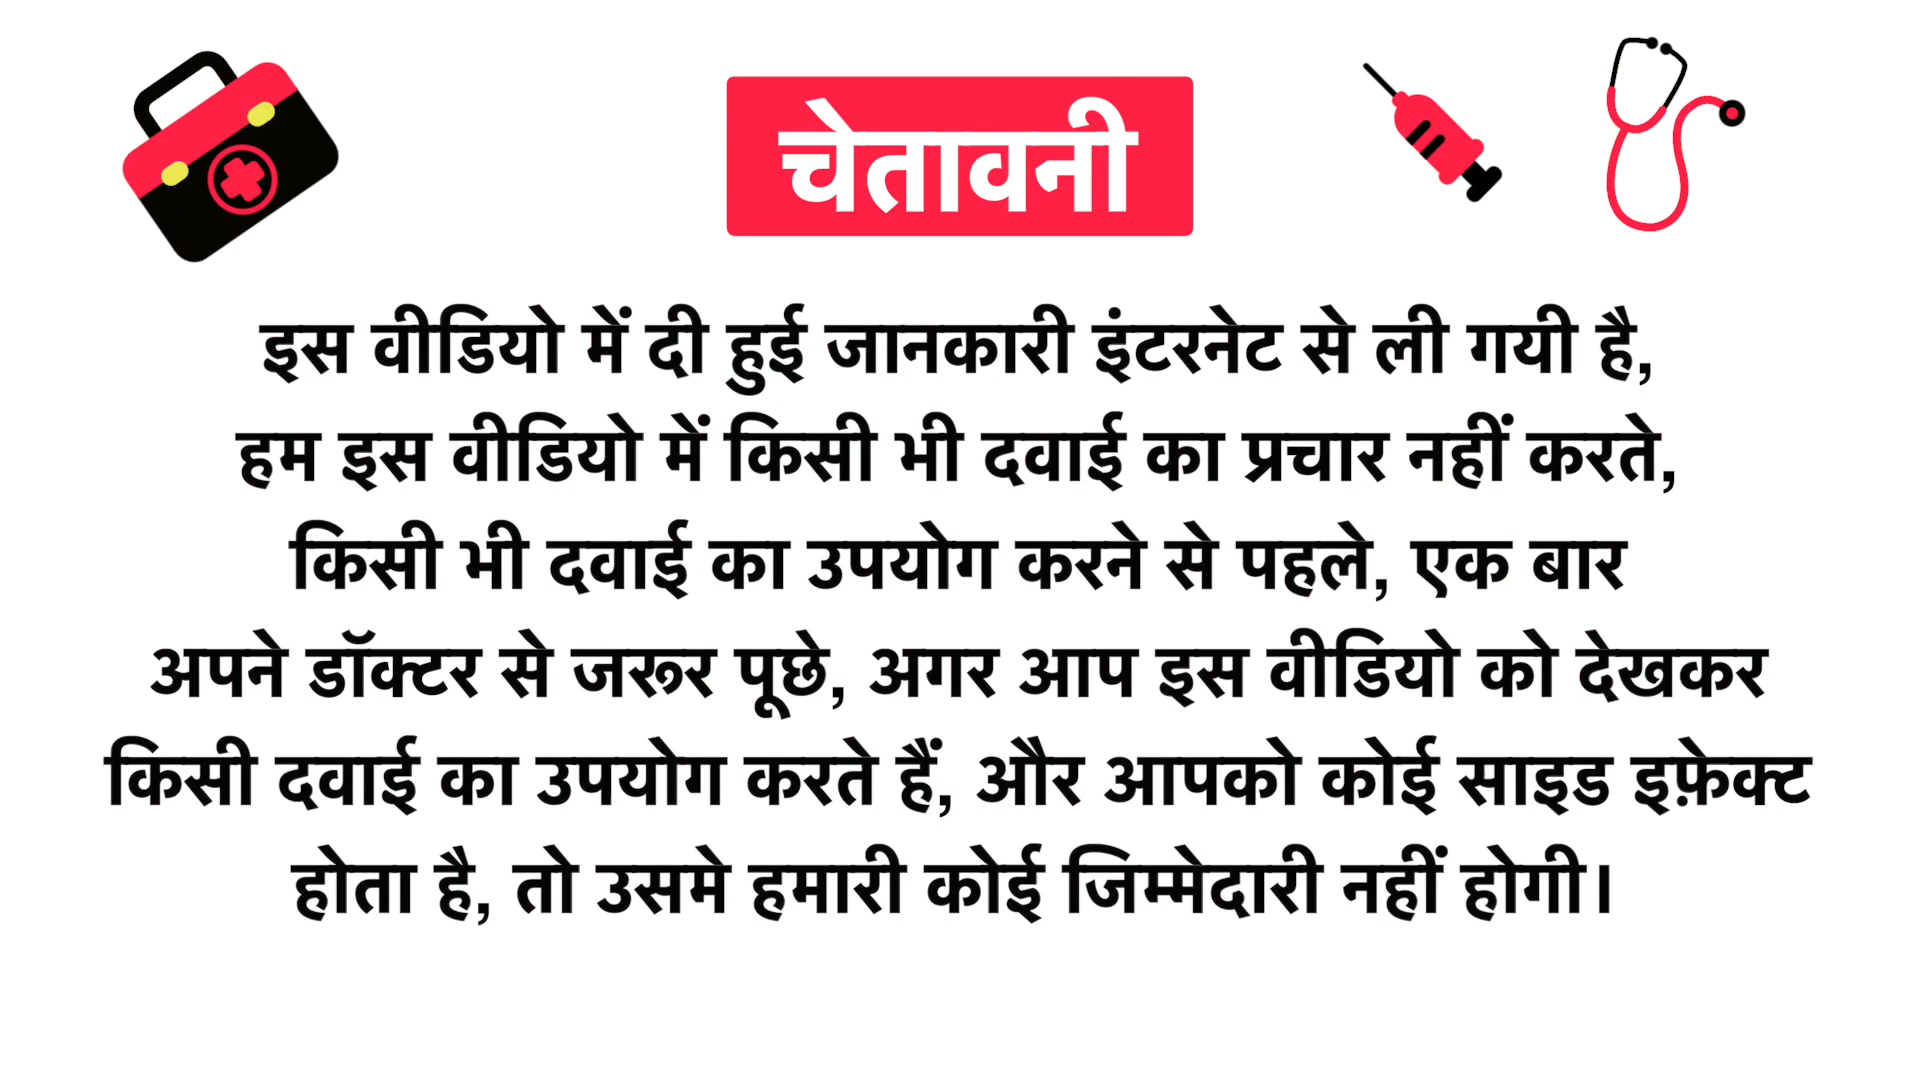 चेतावनी
इस वीडियो में दी हुई जानकारी इंटरनेट से ली गयी है,
हम इस वीडियो में किसी भी दवाई का प्रचार नहीं करते,
किसी भी दवाई का उपयोग करने से पहले, एक बार
अपने डॉक्टर से जरूर पूछे, अगर आप इस वीडियो को देखकर
किसी दवाई का उपयोग करते हैं, और आपको कोई साइड इफ़ेक्ट
होता है, तो उसमे हमारी कोई जिम्मेदारी नहीं होगी।